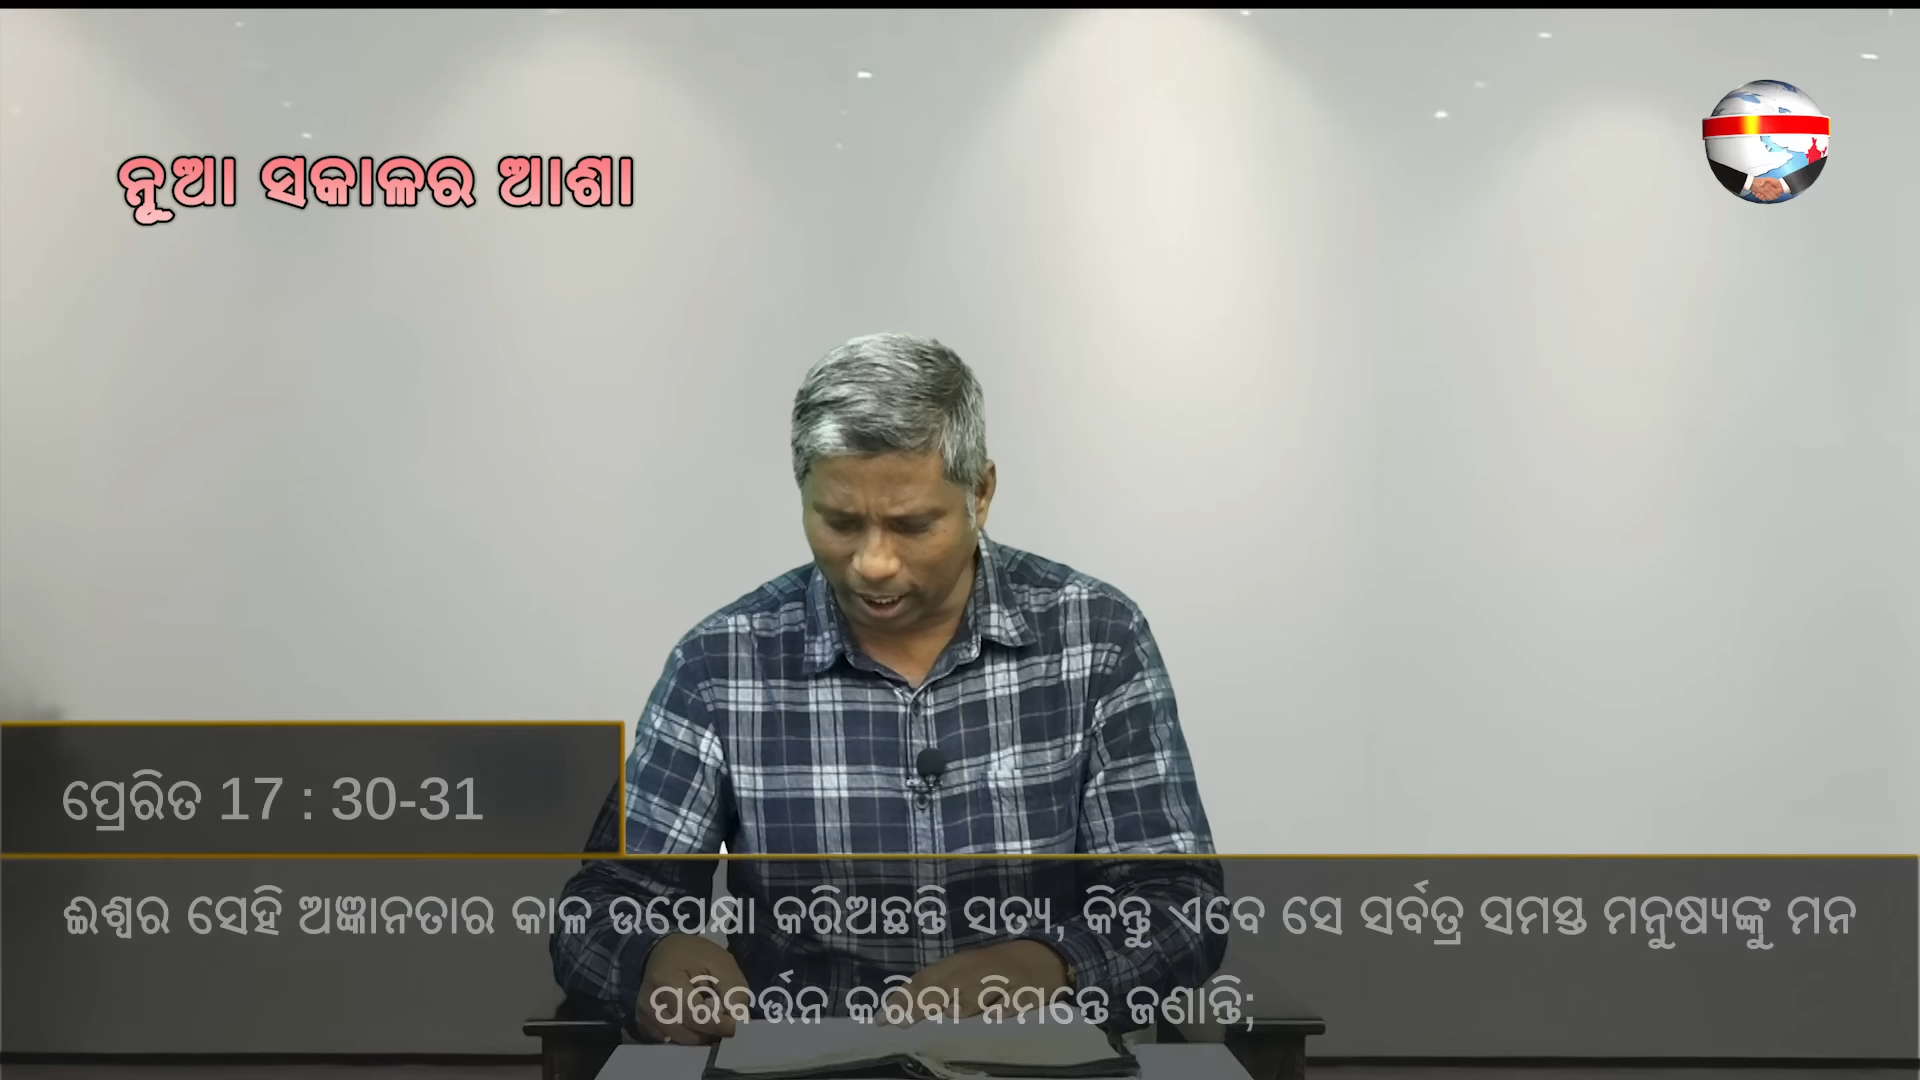 ନୂଆ ସକାଳର ଆଶା
ପ୍ରେରିତ 17 : 30-31
ଈଶ୍ୱର ସେହି ଅଜ୍ଞାନତାର କାଳ ଉପେକ୍ଷା କରିଅଛନ୍ତି ସତ୍ୟ, କିନ୍ତୁ ଏବେ ସେ ସର୍ବତ୍ର ସମସ୍ତ ମନୁଷ୍ୟଙ୍କୁ ମନ
ପରିବର୍ତ୍ତନ କରିବା ନିମନ୍ତେ ଜଣାନ୍ତି;